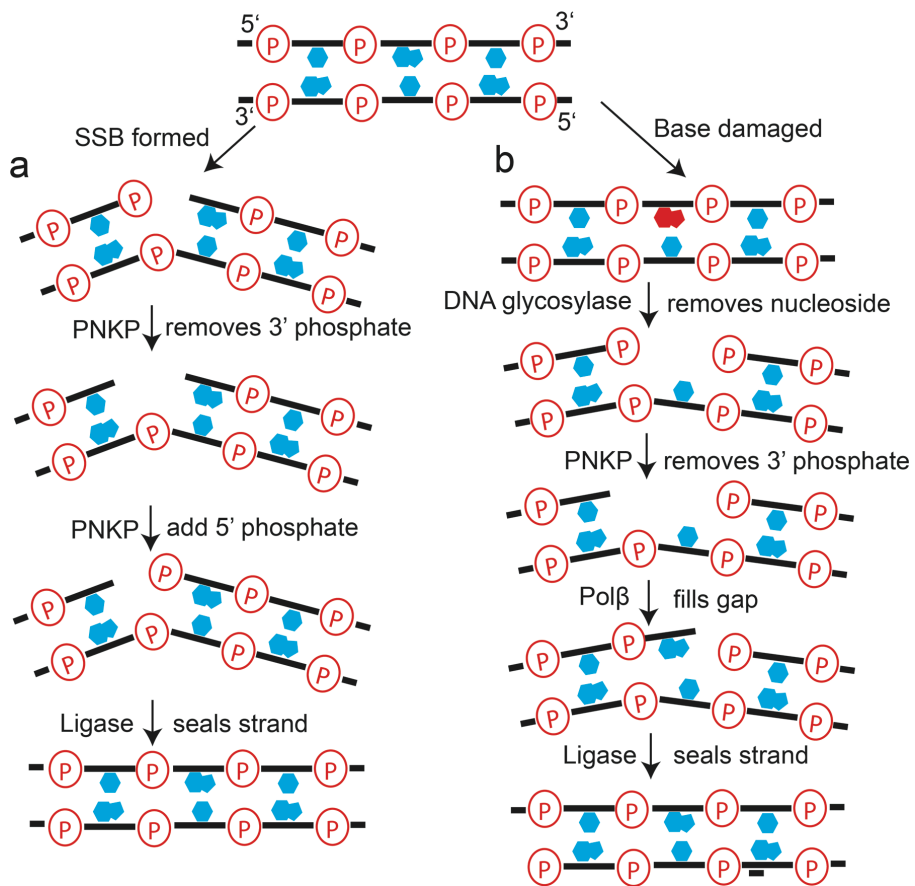 5‘ P P P P 3‘
3‘ P P P P 5‘
SSB formed
Base damaged
a
P P P
P P P P
PNKP removes 3’ phosphate
P P P
P P P P
PNKP add 5’ phosphate
P P P P
P P P P
Ligase seals strand
P P P P
P P P P
b
P P P P
P P P P
DNA glycosylase removes nucleoside
P P P P
P P P P
PNKP removes 3’ phosphate
P P P
P P P P
Polβ fills gap
P P P P
P P P P
Ligase seals strand
P P P P
P P P P